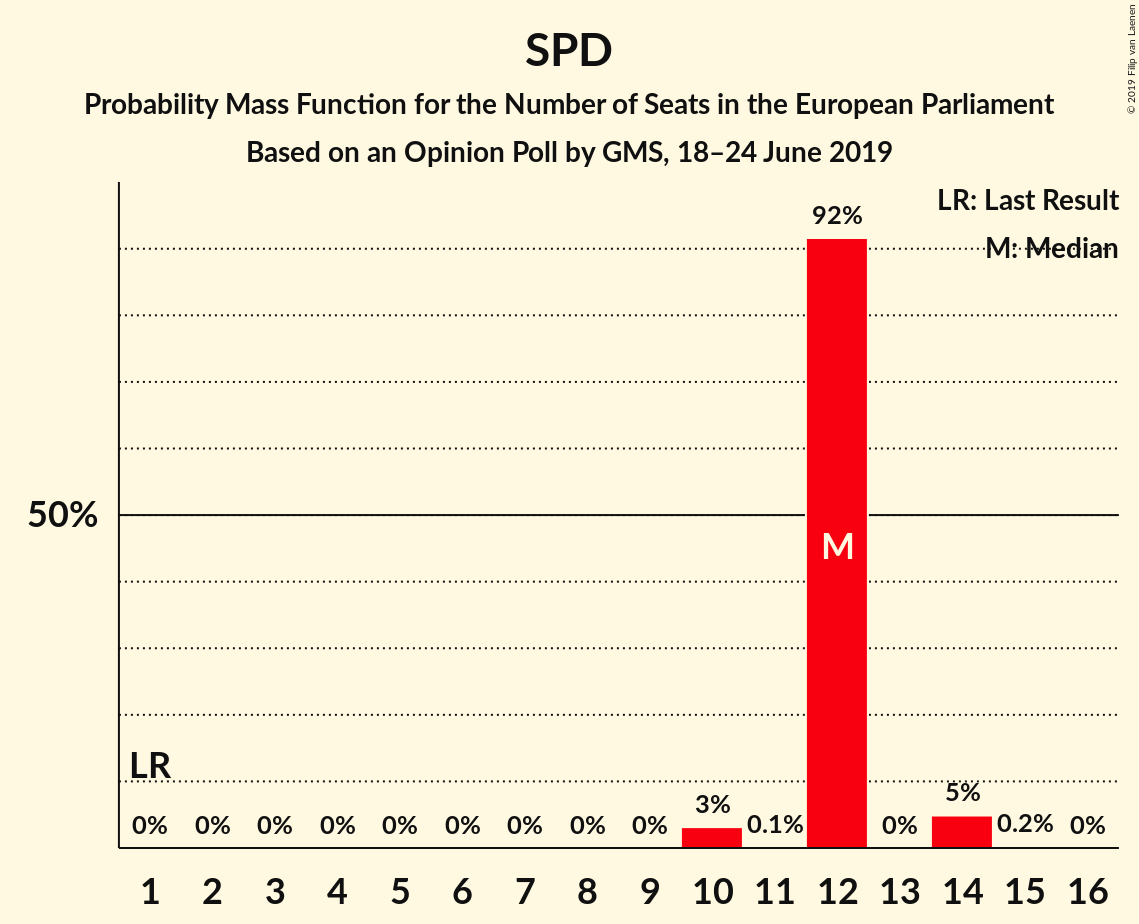 SPD
Probability Mass Function for the Number of Seats in the European Parliament
Based on an Opinion Poll by GMS, 18–24 June 2019
© 2019 Filip van Laenen
LR: Last Result
M: Median
92%
50%
M
LR
0% 0% 0% 0% 0% 0% 0% 0% 0% 3% 0.1% 0% 5% 0.2% 0%
1 2 3 4 5 6 7 8 9 10 11 12 13 14 15 16